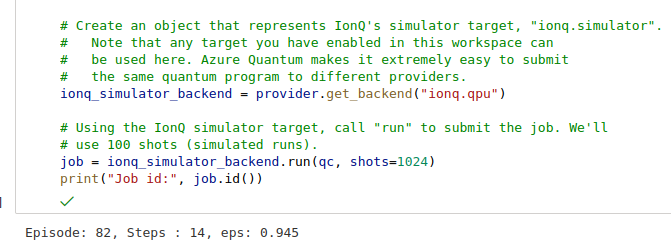 # Create an object that represents IonQ's simulator target, "ionq.simulator".
#   Note that any target you have enabled in this workspace can
#   be used here. Azure Quantum makes it extremely easy to submit
#   the same quantum program to different providers.
ionq_simulator_backend = provider.get_backend("ionq.qpu")
# Using the IonQ simulator target, call "run" to submit the job. We'll
# use 100 shots (simulated runs).
job = ionq_simulator_backend.run(qc, shots=1024)
print("Job id:", job.id())
Episode: 82, Steps : 14, eps: 0.945